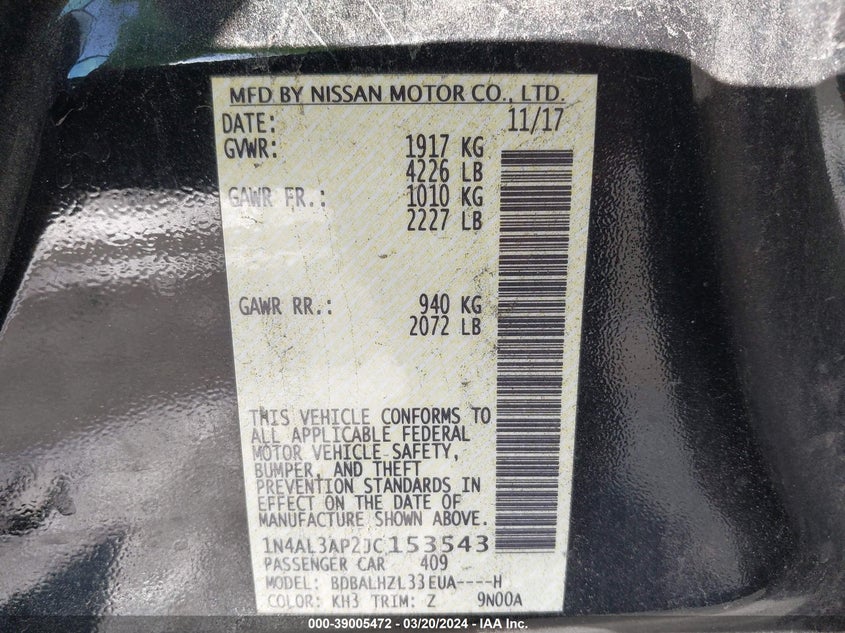 MFD BY NISSAN MOTOR CO., LTD.
DATE: 11/17
GVWR: 1917 KG
4226 LB
GAWR FR.: 1010 KG
2227 LB
GAWR RR.: 940 KG
2072 LB
THIS VEHICLE CONFORMS TO
ALL APPLICABLE FEDERAL
MOTOR VEHICLE SAFETY,
BUMPER, AND THEFT
PREVENTION STANDARDS IN
EFFECT ON THE DATE OF
MANUFACTURE SHOWN ABOVE.
1N4AL3AP2JC153543
PASSENGER CAR 409
MODEL: BDBALHZL33EUA----H
COLOR: KH3 TRIM: Z 9N00A
000-39005472 - 03/20/2024 - IAA Inc.